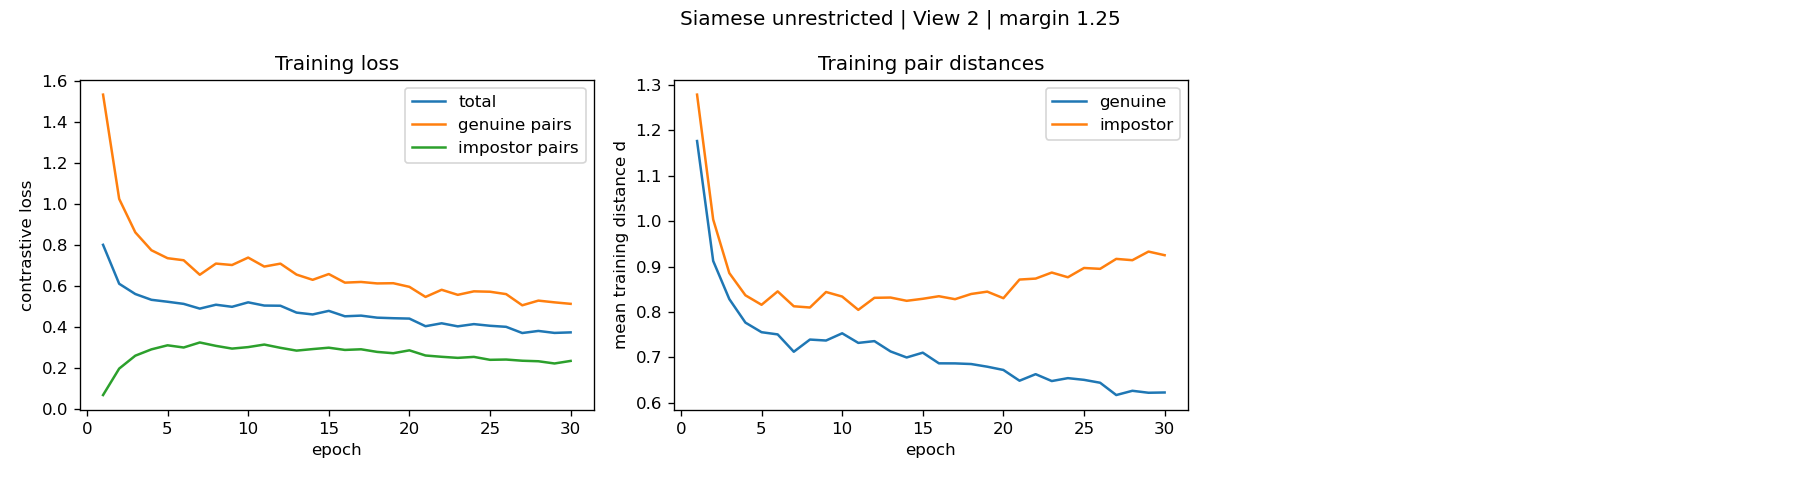 Siamese unrestricted | View 2 | margin 1.25
Training loss
contrastive loss
1.6
1.4
1.2
1.0
0.8
0.6
0.4
0.2
0.0
total
genuine pairs
impostor pairs
0 5 10 15 20 25 30
epoch
Training pair distances
mean training distance d
1.3
1.2
1.1
1.0
0.9
0.8
0.7
0.6
genuine
impostor
0 5 10 15 20 25 30
epoch